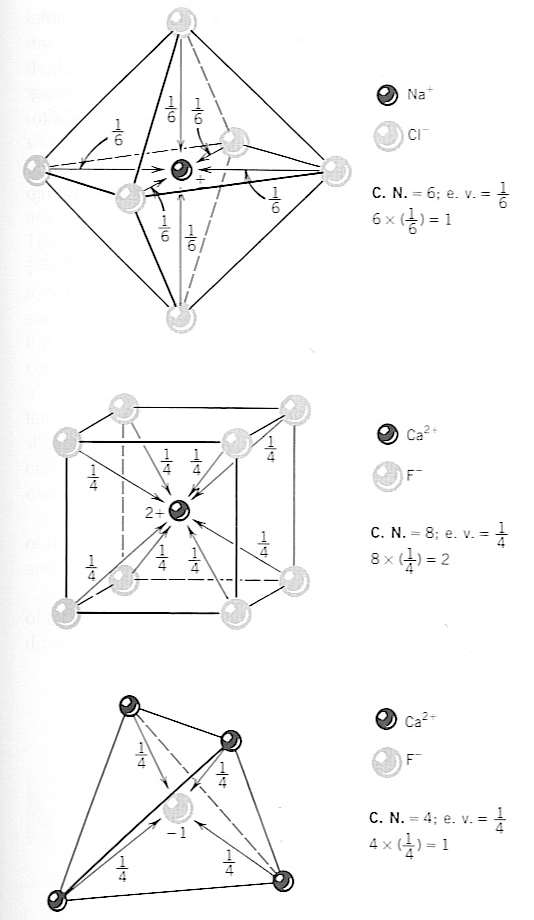 1/6
1/6
1/6
Na⁺
Cl⁻
+
C. N. = 6; e. v. = 1/6
6 × (1/6) = 1
1/6
1/6
1/6
Ca²⁺
F⁻
1/4
1/4
1/4
1/4
2+
C. N. = 8; e. v. = 1/4
8 × (1/4) = 2
1/4
1/4
1/4
1/4
Ca²⁺
F⁻
1/4
1/4
−1
C. N. = 4; e. v. = 1/4
4 × (1/4) = 1
1/4
1/4